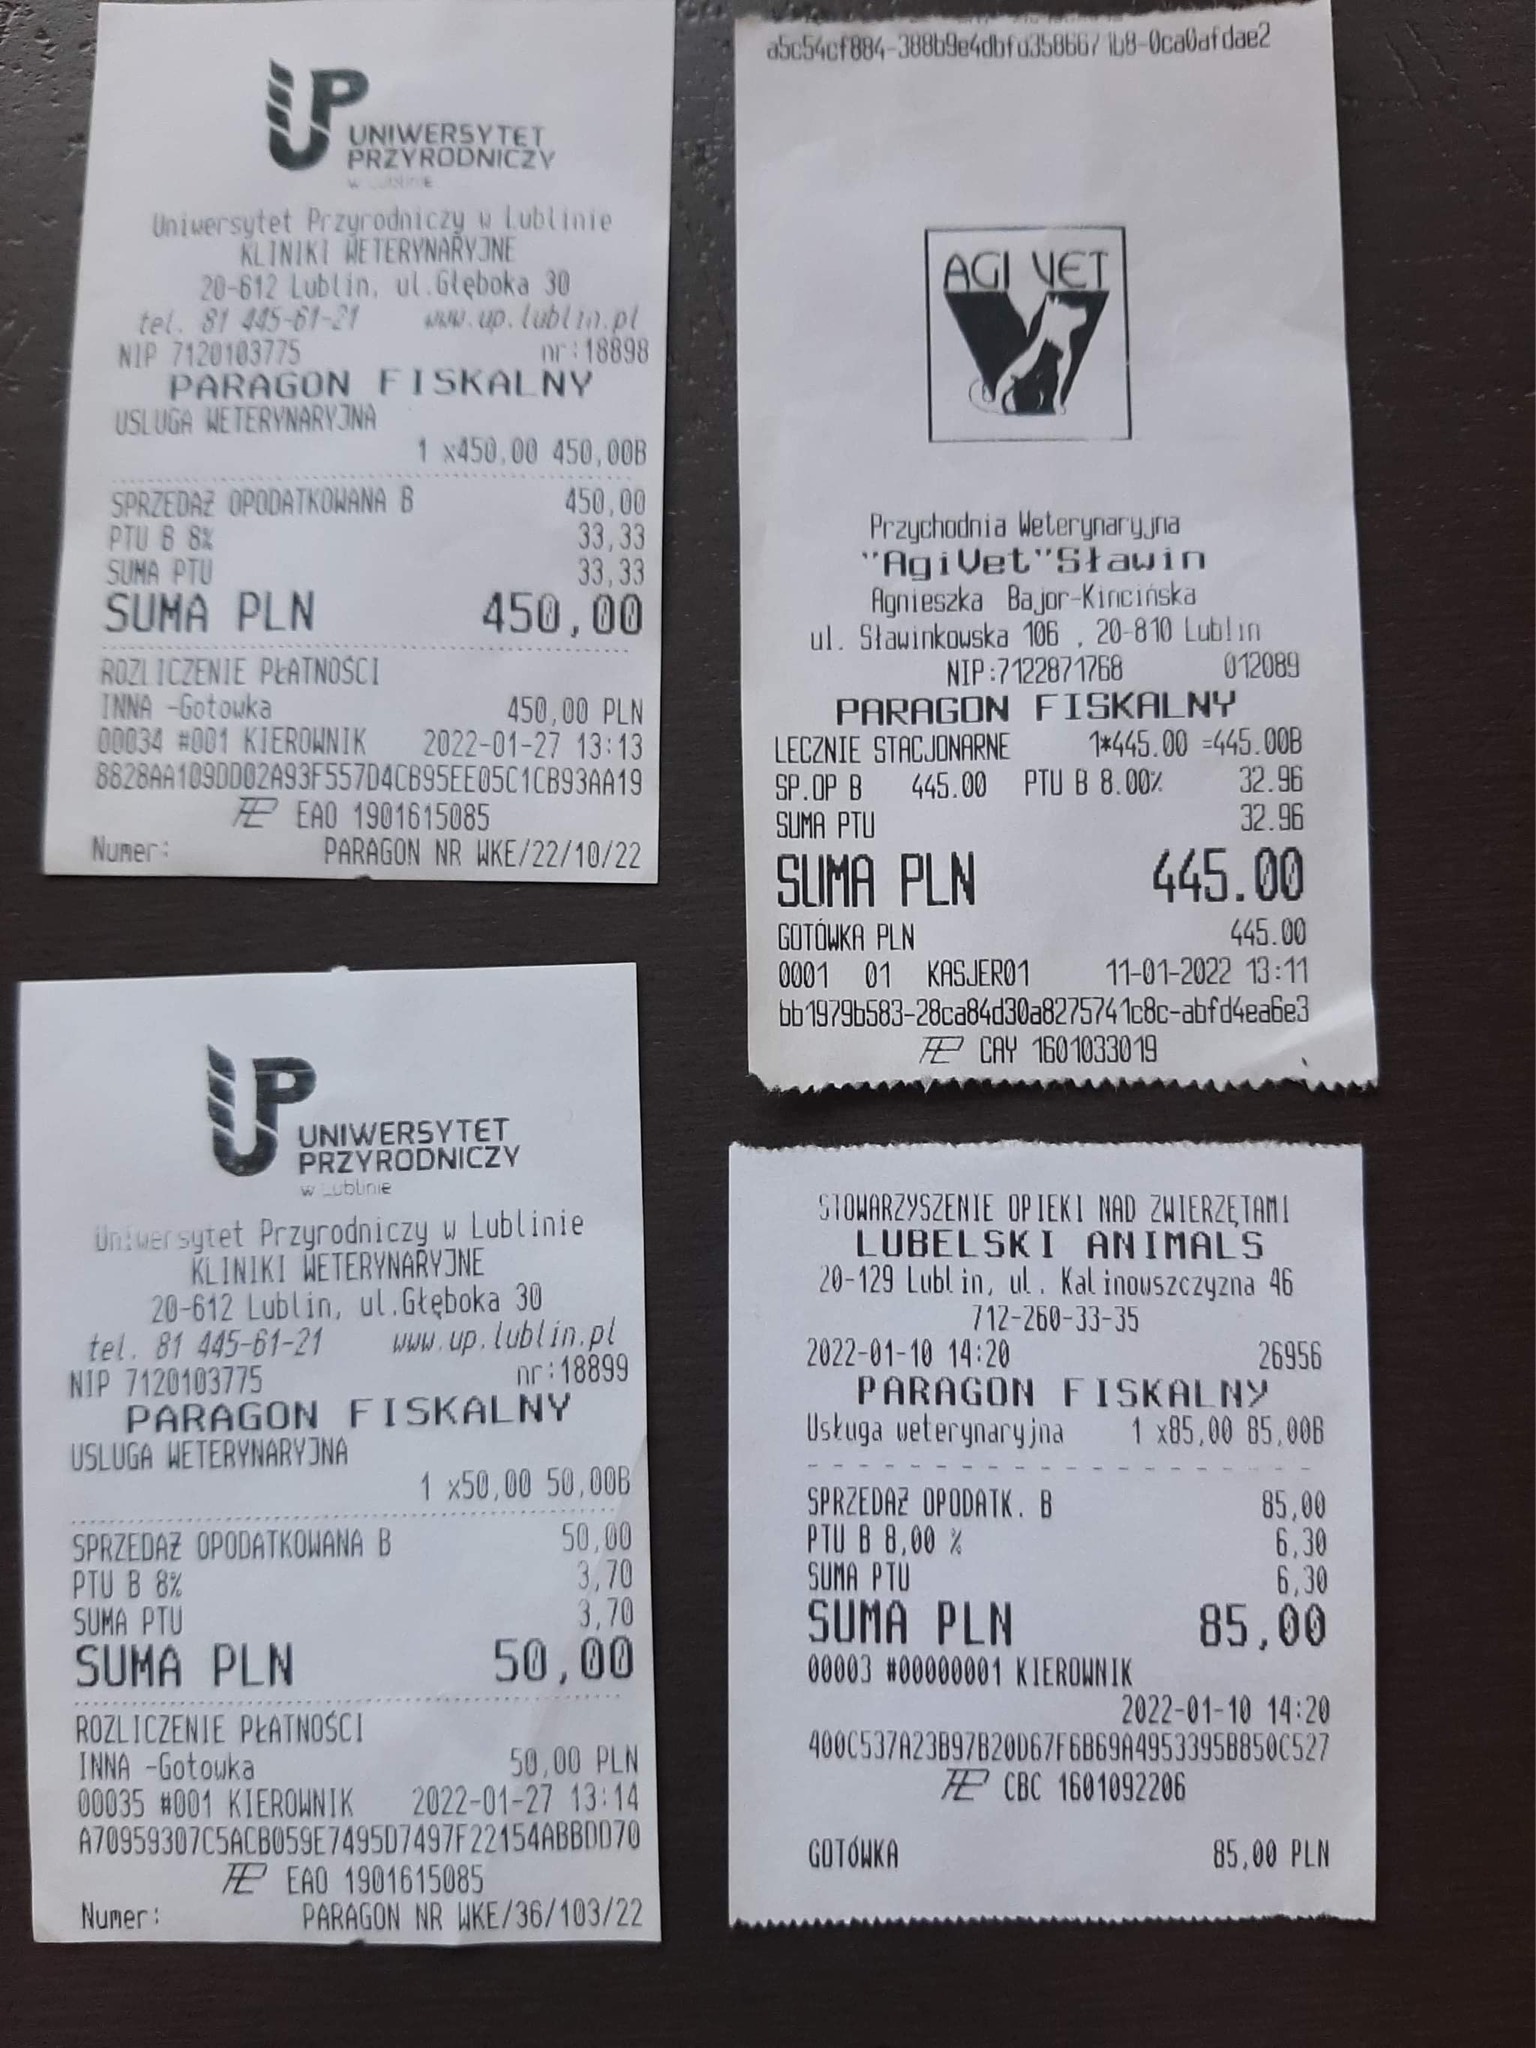 UP UNIWERSYTET
PRZYRODNICZY
w Lublinie
Uniwersytet Przyrodniczy w Lublinie
KLINIKI WETERYNARYJNE
20-612 Lublin, ul.Głęboka 30
tel. 81 445-61-21 www.up.lublin.pl
NIP 7120103775 nr:18898
PARAGON FISKALNY
USLUGA WETERYNARYJNA
1 x450,00 450,00B
SPRZEDAŻ OPODATKOWANA B 450,00
PTU B 8% 33,33
SUMA PTU 33,33
SUMA PLN 450,00
ROZLICZENIE PŁATNOŚCI
INNA -Gotowka 450,00 PLN
00034 #001 KIEROWNIK 2022-01-27 13:13
8828AA109DD02A93F557D4CB95EE05C1CB93AA19
EAO 1901615085
Numer: PARAGON NR WKE/22/10/22
a5c54cf884-388b9e4dbfd3586671b8-0ca0afdae2
AGI VET
Przychodnia Weterynaryjna
"AgiVet"Sławin
Agnieszka Bajor-Kincińska
ul. Sławinkowska 106 , 20-810 Lublin
NIP:7122871768 012089
PARAGON FISKALNY
LECZNIE STACJONARNE 1*445.00 =445.00B
SP.OP B 445.00 PTU B 8.00% 32.96
SUMA PTU 32.96
SUMA PLN 445.00
GOTÓWKA PLN 445.00
0001 01 KASJER01 11-01-2022 13:11
bb1979b583-28ca84d30a8275741c8c-abfd4ea6e3
CAY 1601033019
UP UNIWERSYTET
PRZYRODNICZY
w Lublinie
Uniwersytet Przyrodniczy w Lublinie
KLINIKI WETERYNARYJNE
20-612 Lublin, ul.Głęboka 30
tel. 81 445-61-21 www.up.lublin.pl
NIP 7120103775 nr:18899
PARAGON FISKALNY
USLUGA WETERYNARYJNA
1 x50,00 50,00B
SPRZEDAŻ OPODATKOWANA B 50,00
PTU B 8% 3,70
SUMA PTU 3,70
SUMA PLN 50,00
ROZLICZENIE PŁATNOŚCI
INNA -Gotowka 50,00 PLN
00035 #001 KIEROWNIK 2022-01-27 13:14
A70959307C5ACB059E7495D7497F22154ABBDD70
EAO 1901615085
Numer: PARAGON NR WKE/36/103/22
STOWARZYSZENIE OPIEKI NAD ZWIERZĘTAMI
LUBELSKI ANIMALS
20-129 Lublin, ul. Kalinowszczyzna 46
712-260-33-35
2022-01-10 14:20 26956
PARAGON FISKALNY
Usługa weterynaryjna 1 x85,00 85,00B
SPRZEDAŻ OPODATK. B 85,00
PTU B 8,00 % 6,30
SUMA PTU 6,30
SUMA PLN 85,00
00003 #00000001 KIEROWNIK
2022-01-10 14:20
400C537A23B97B20D67F6B69A4953395B850C527
CBC 1601092206
GOTÓWKA 85,00 PLN